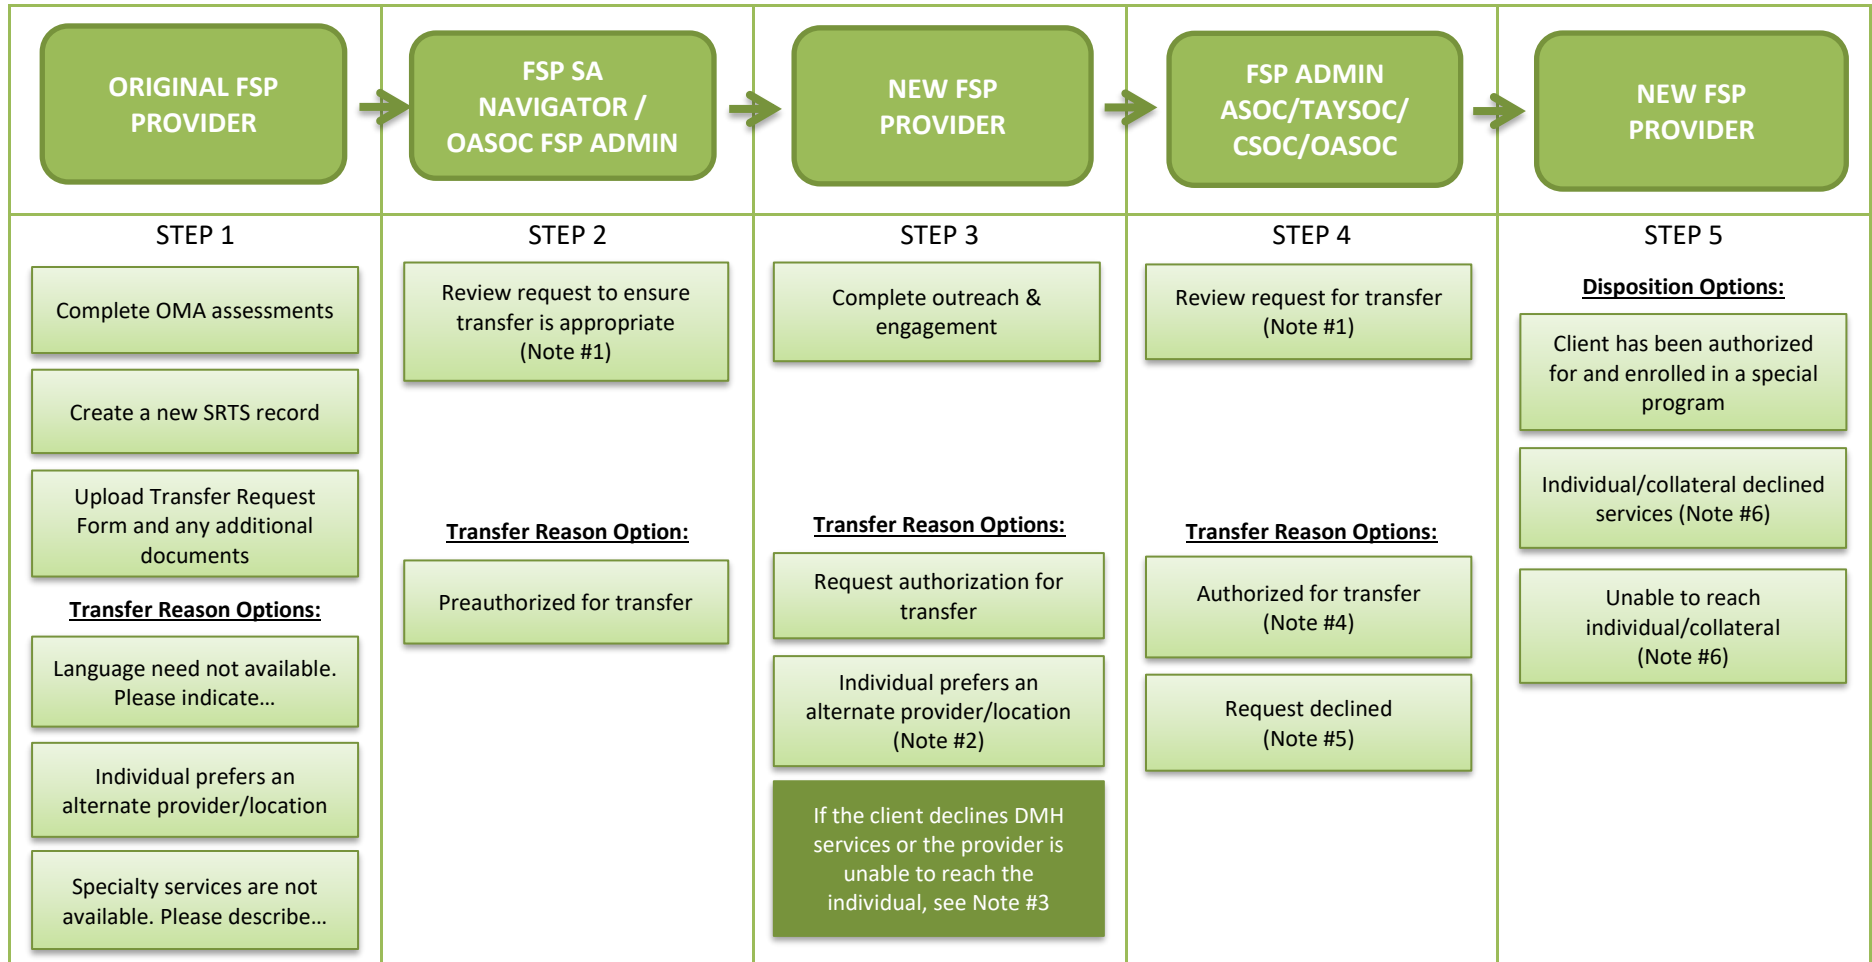 ORIGINAL FSP
PROVIDER
FSP SA
NAVIGATOR /
OASOC FSP ADMIN
NEW FSP
PROVIDER
FSP ADMIN
ASOC/TAYSOC/
CSOC/OASOC
NEW FSP
PROVIDER
STEP 1
Complete OMA assessments
Create a new SRTS record
Upload Transfer Request
Form and any additional
documents
Transfer Reason Options:
Language need not available.
Please indicate…
Individual prefers an
alternate provider/location
Specialty services are not
available. Please describe…
STEP 2
Review request to ensure
transfer is appropriate
(Note #1)
Transfer Reason Option:
Preauthorized for transfer
STEP 3
Complete outreach &
engagement
Transfer Reason Options:
Request authorization for
transfer
Individual prefers an
alternate provider/location
(Note #2)
If the client declines DMH
services or the provider is
unable to reach the
individual, see Note #3
STEP 4
Review request for transfer
(Note #1)
Transfer Reason Options:
Authorized for transfer
(Note #4)
Request declined
(Note #5)
STEP 5
Disposition Options:
Client has been authorized
for and enrolled in a special
program
Individual/collateral declined
services (Note #6)
Unable to reach
individual/collateral
(Note #6)